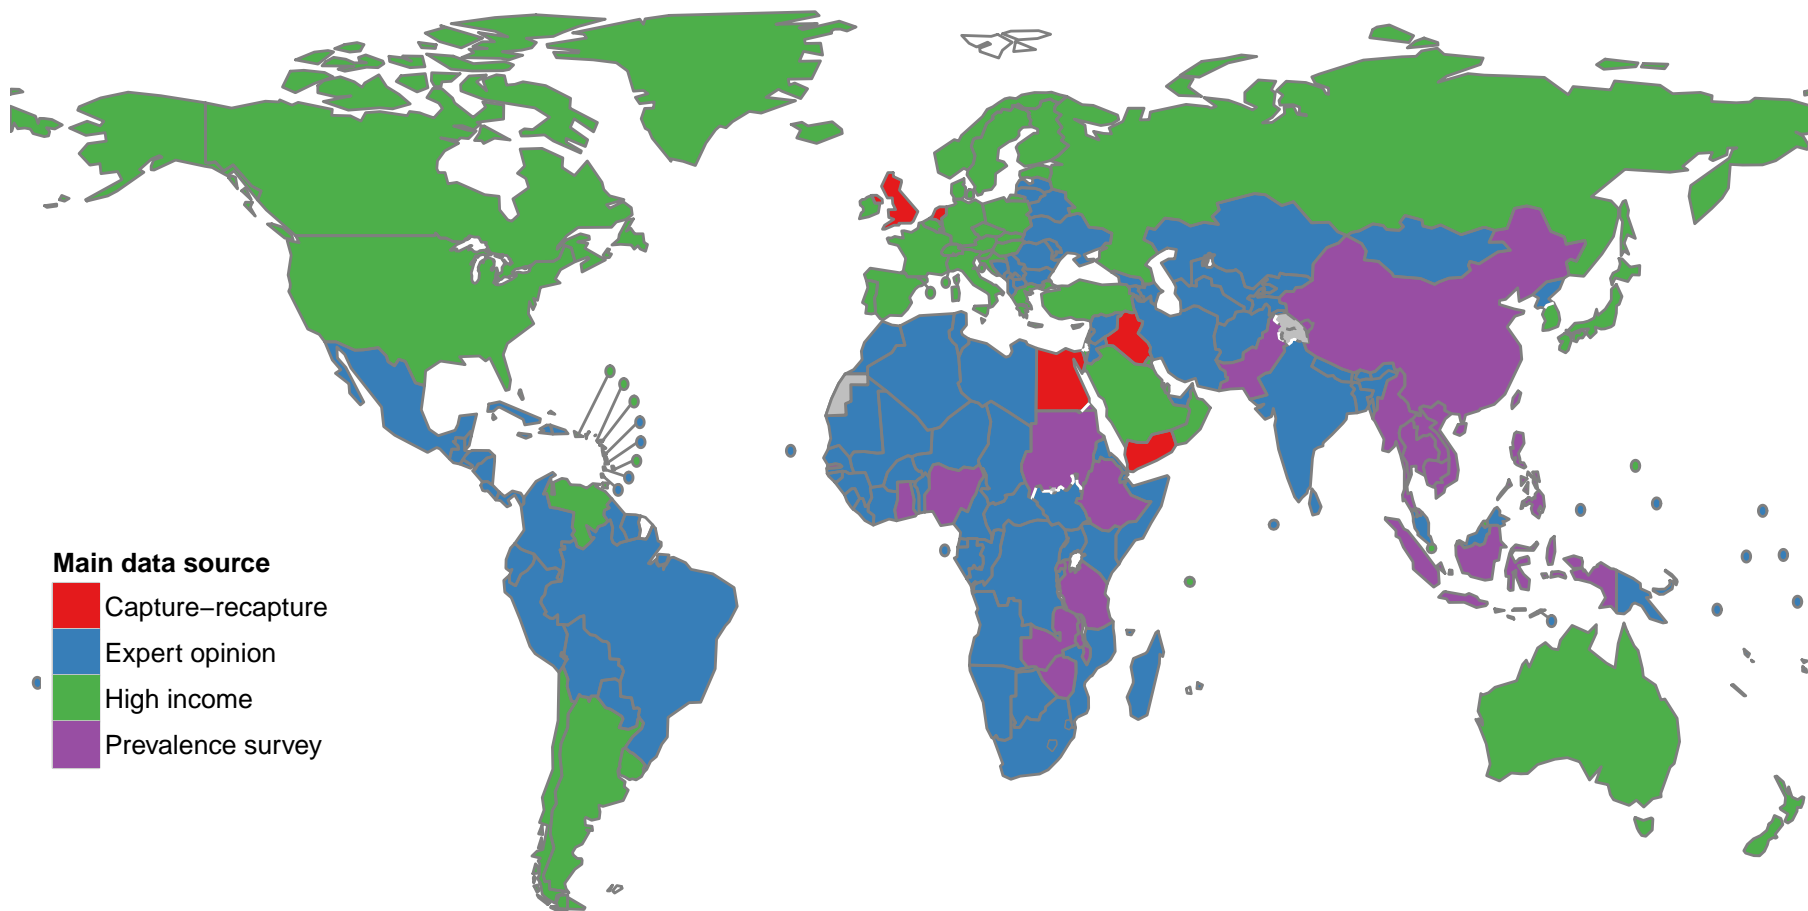 Main data source
Capture−recapture
Expert opinion
High income
Prevalence survey